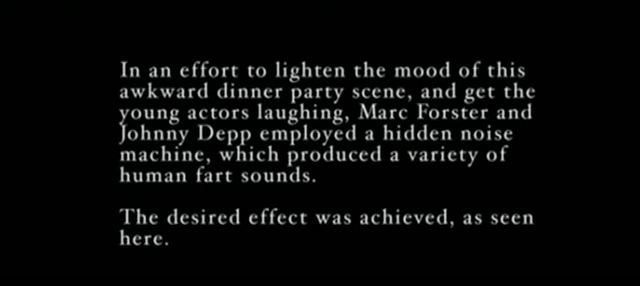 In an effort to lighten the mood of this
awkward dinner party scene, and get the
young actors laughing, Marc Forster and
Johnny Depp employed a hidden noise
machine, which produced a variety of
human fart sounds.
The desired effect was achieved, as seen
here.